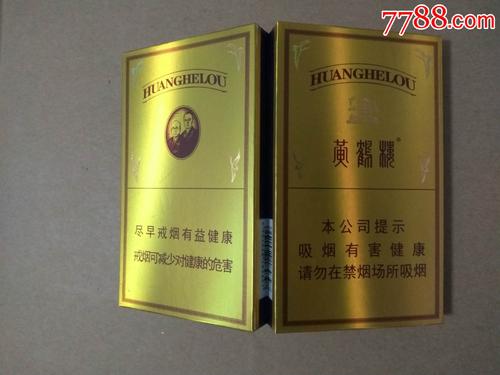 7788.com
HUANGHELOU
尽早戒烟有益健康
戒烟可减少对健康的危害
HUANGHELOU
黄鹤楼®
本公司提示
吸烟有害健康
请勿在禁烟场所吸烟